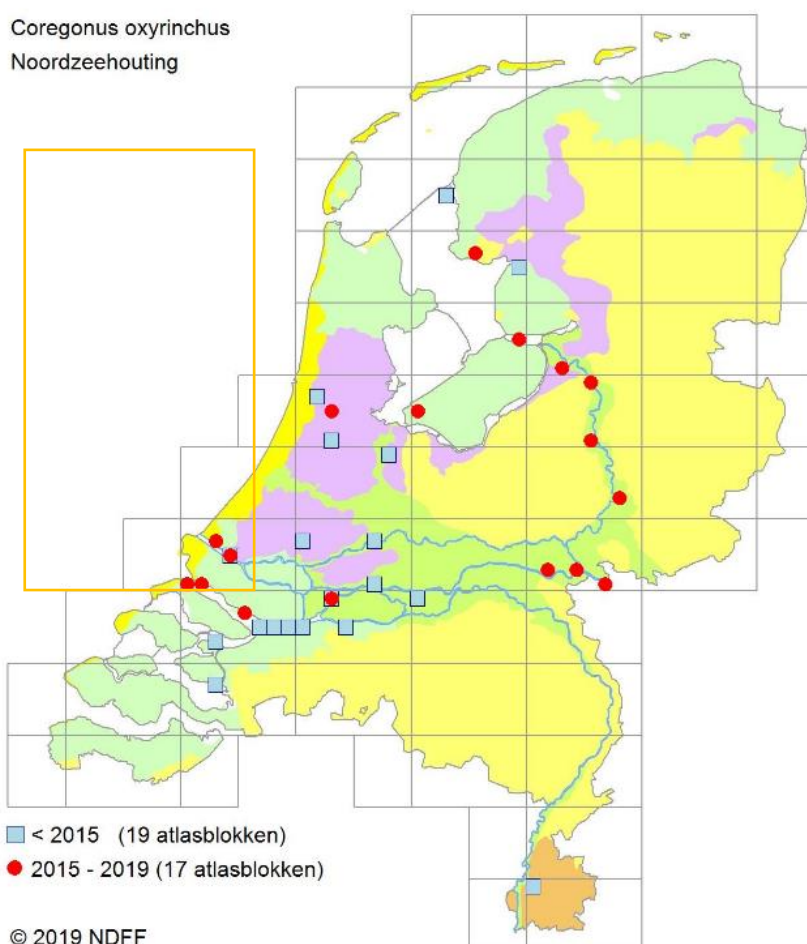 Coregonus oxyrinchus
Noordzeehouting
< 2015 (19 atlasblokken)
2015 - 2019 (17 atlasblokken)
© 2019 NDFF